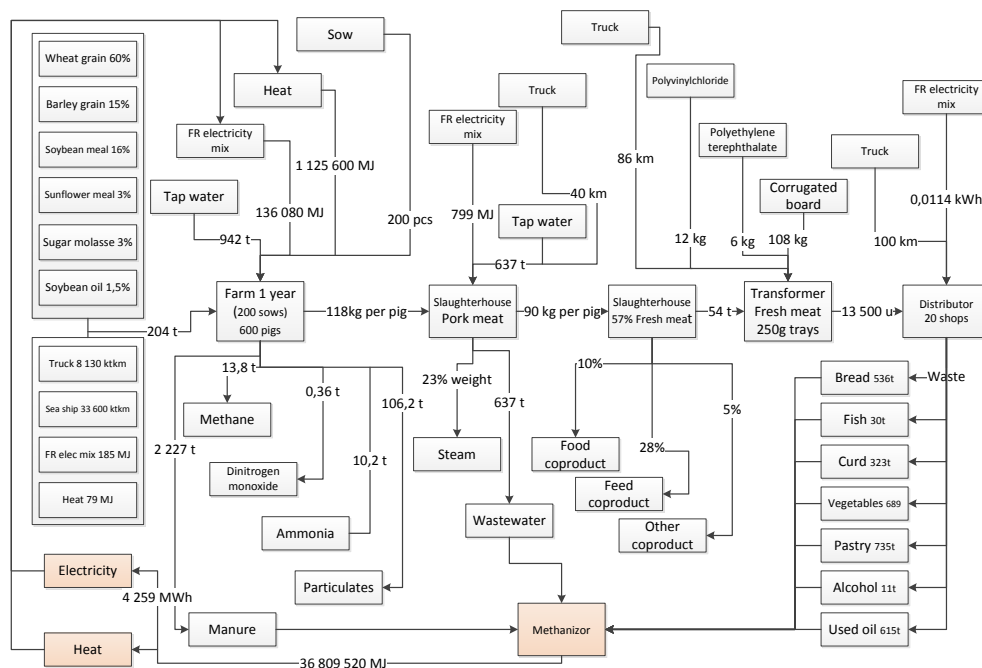 Wheat grain 60%
Barley grain 15%
Soybean meal 16%
Sunflower meal 3%
Sugar molasse 3%
Soybean oil 1,5%
204 t
Truck 8 130 ktkm
Sea ship 33 600 ktkm
FR elec mix 185 MJ
Heat 79 MJ
Electricity
4 259 MWh
Heat
36 809 520 MJ
Sow
200 pcs
Heat
1 125 600 MJ
FR electricity
mix
136 080 MJ
Tap water
942 t
Farm 1 year
(200 sows)
600 pigs
118kg per pig
13,8 t
Methane
0,36 t
Dinitrogen
monoxide
10,2 t
Ammonia
106,2 t
Particulates
2 227 t
Manure
Methanizor
FR electricity
mix
799 MJ
Truck
40 km
Tap water
637 t
Slaughterhouse
Pork meat
90 kg per pig
23% weight
Steam
637 t
Wastewater
Slaughterhouse
57% Fresh meat
54 t
10%
Food
coproduct
28%
Feed
coproduct
5%
Other
coproduct
Truck
86 km
Polyvinylchloride
12 kg
Polyethylene
terephthalate
6 kg
Corrugated
board
108 kg
Transformer
Fresh meat
250g trays
13 500 u
Truck
100 km
FR electricity
mix
0,0114 kWh
Distributor
20 shops
Waste
Bread 536t
Fish 30t
Curd 323t
Vegetables 689
Pastry 735t
Alcohol 11t
Used oil 615t